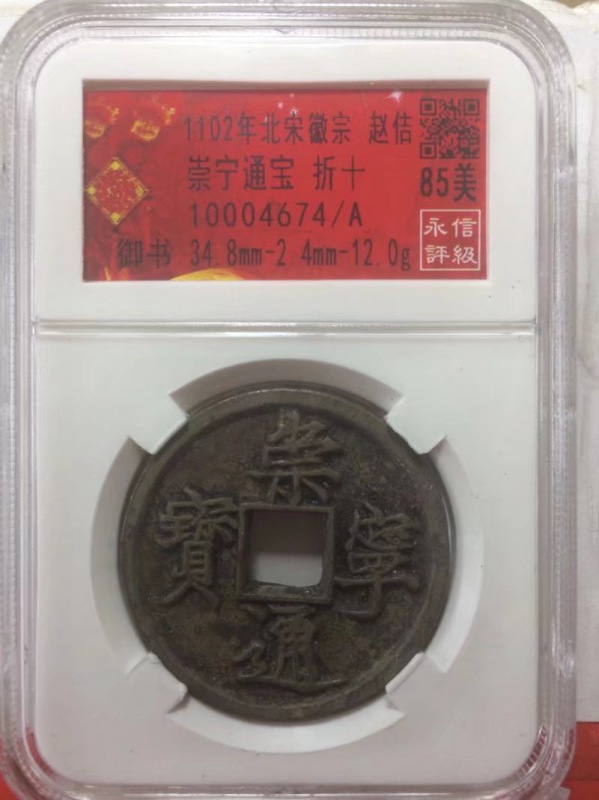 1102年北宋徽宗 赵佶
崇宁通宝 折十
85美
10004674/A
御书 34.8mm-2.4mm-12.0g
永信
評級
崇
寧
通
寶